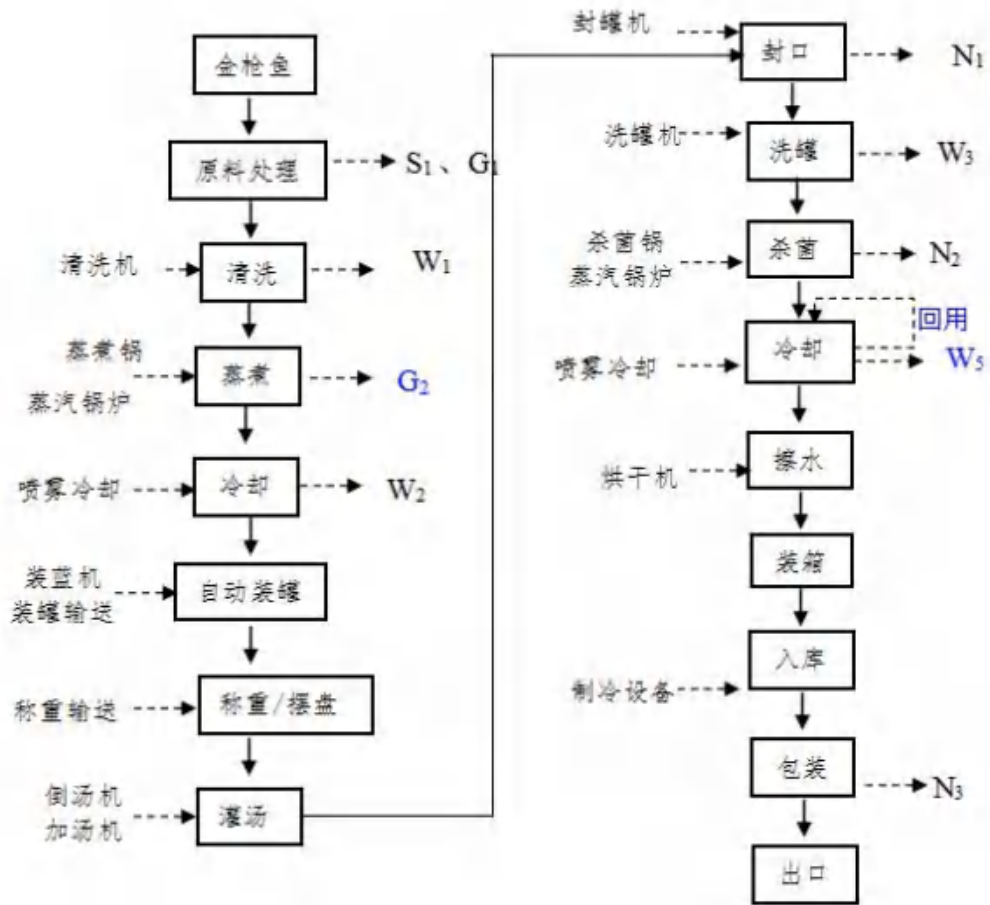 金枪鱼
原料处理
S₁、G₁
清洗机
清洗
W₁
蒸煮锅
蒸汽锅炉
蒸煮
G₂
喷雾冷却
冷却
W₂
装蓝机
装罐输送
自动装罐
称重输送
称重/摆盘
倒汤机
加汤机
灌汤
封罐机
封口
N₁
洗罐机
洗罐
W₃
杀菌锅
蒸汽锅炉
杀菌
N₂
回用
喷雾冷却
冷却
W₅
烘干机
擦水
装箱
制冷设备
入库
包装
N₃
出口